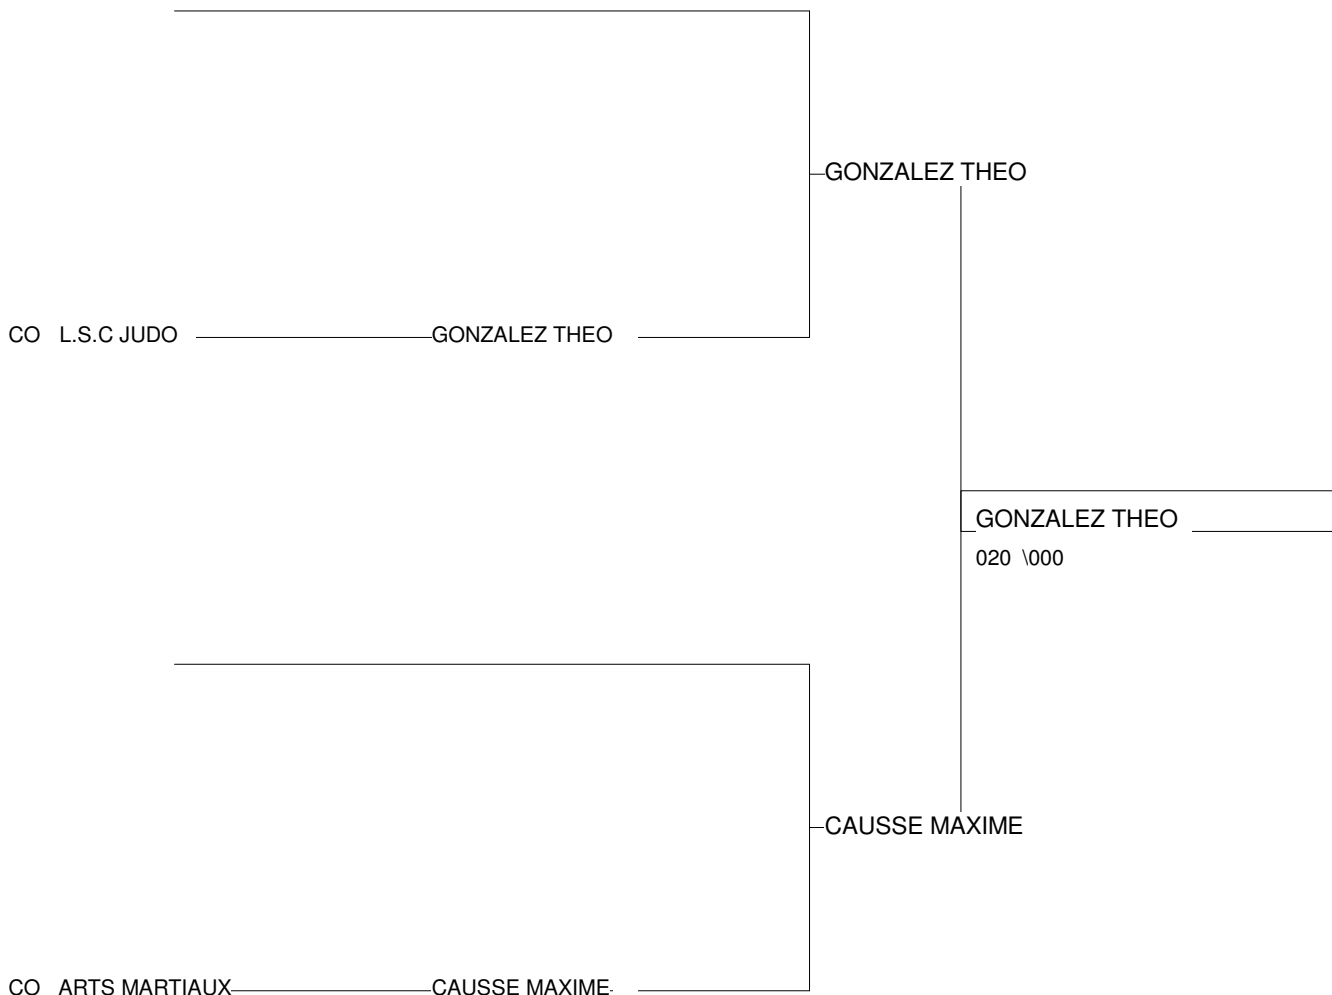 GONZALEZ THEO
CO L.S.C JUDO GONZALEZ THEO
GONZALEZ THEO
020 \000
CAUSSE MAXIME
CO ARTS MARTIAUX CAUSSE MAXIME